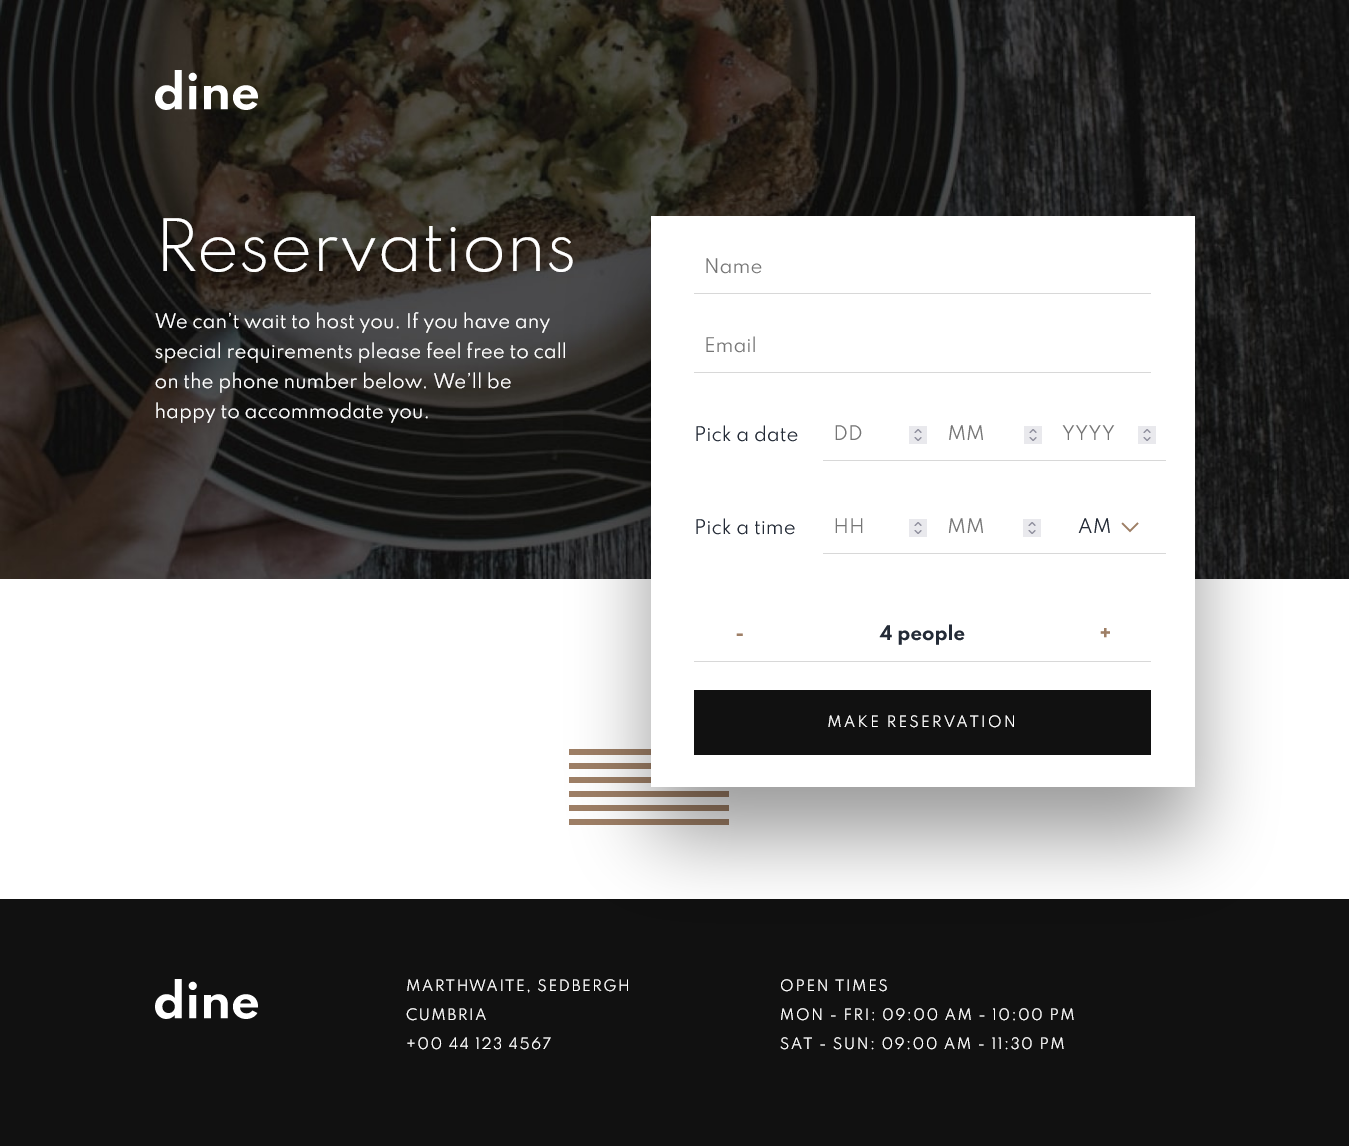 dine
Reservations
We can’t wait to host you. If you have any
special requirements please feel free to call
on the phone number below. We’ll be
happy to accommodate you.
Name
Email
Pick a date DD MM YYYY
Pick a time HH MM AM
- 4 people +
MAKE RESERVATION
dine
MARTHWAITE, SEDBERGH
CUMBRIA
+00 44 123 4567
OPEN TIMES
MON - FRI: 09:00 AM - 10:00 PM
SAT - SUN: 09:00 AM - 11:30 PM